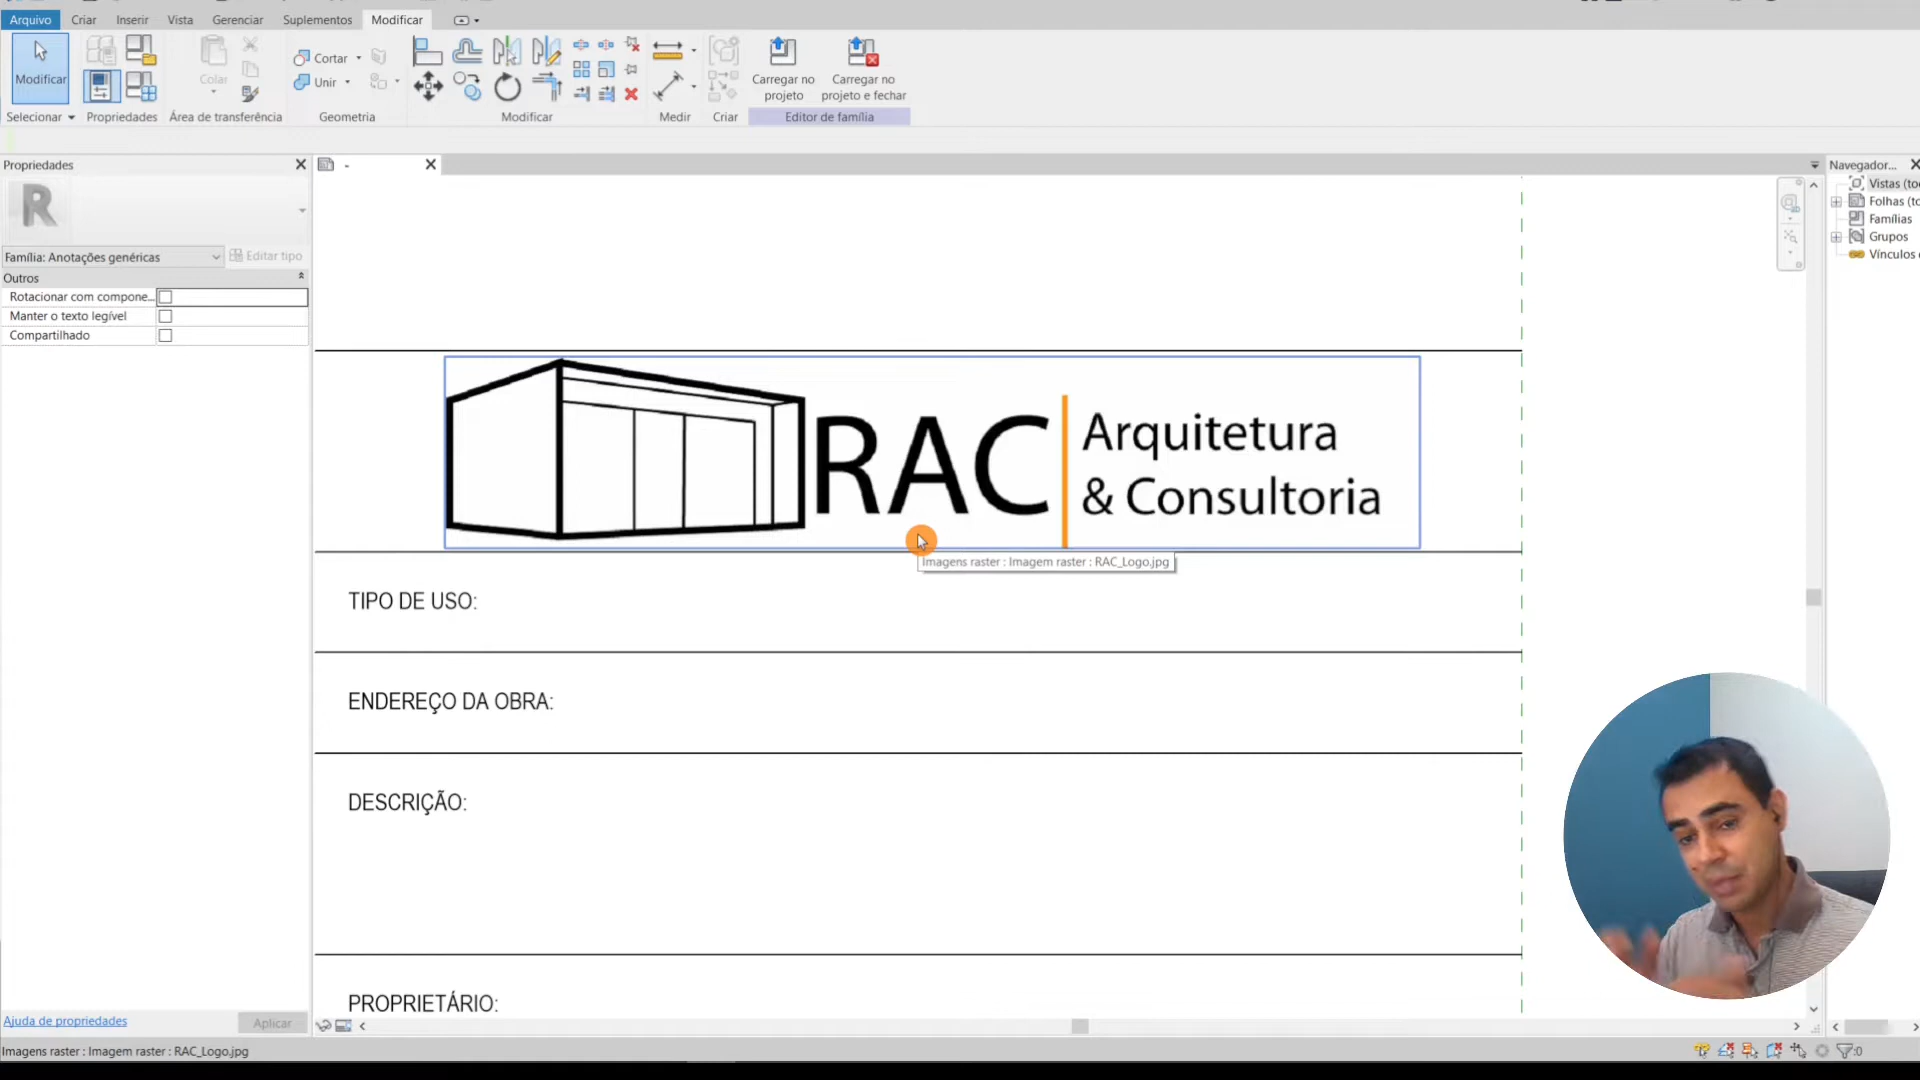 Arquivo Criar Inserir Vista Gerenciar Suplementos Modificar
Modificar
Colar
Cortar
Unir
Carregar no projeto
Carregar no projeto e fechar
Selecionar Propriedades Área de transferência Geometria Modificar Medir Criar Editor de família
Propriedades
R
Família: Anotações genéricas
Editar tipo
Outros
Rotacionar com compone...
Manter o texto legível
Compartilhado
Ajuda de propriedades
Aplicar
-
RAC
Arquitetura
& Consultoria
Imagens raster : Imagem raster : RAC_Logo.jpg
TIPO DE USO:
ENDEREÇO DA OBRA:
DESCRIÇÃO:
PROPRIETÁRIO:
Navegador...
Vistas (to
Folhas (to
Famílias
Grupos
Vínculos
Imagens raster : Imagem raster : RAC_Logo.jpg
:0